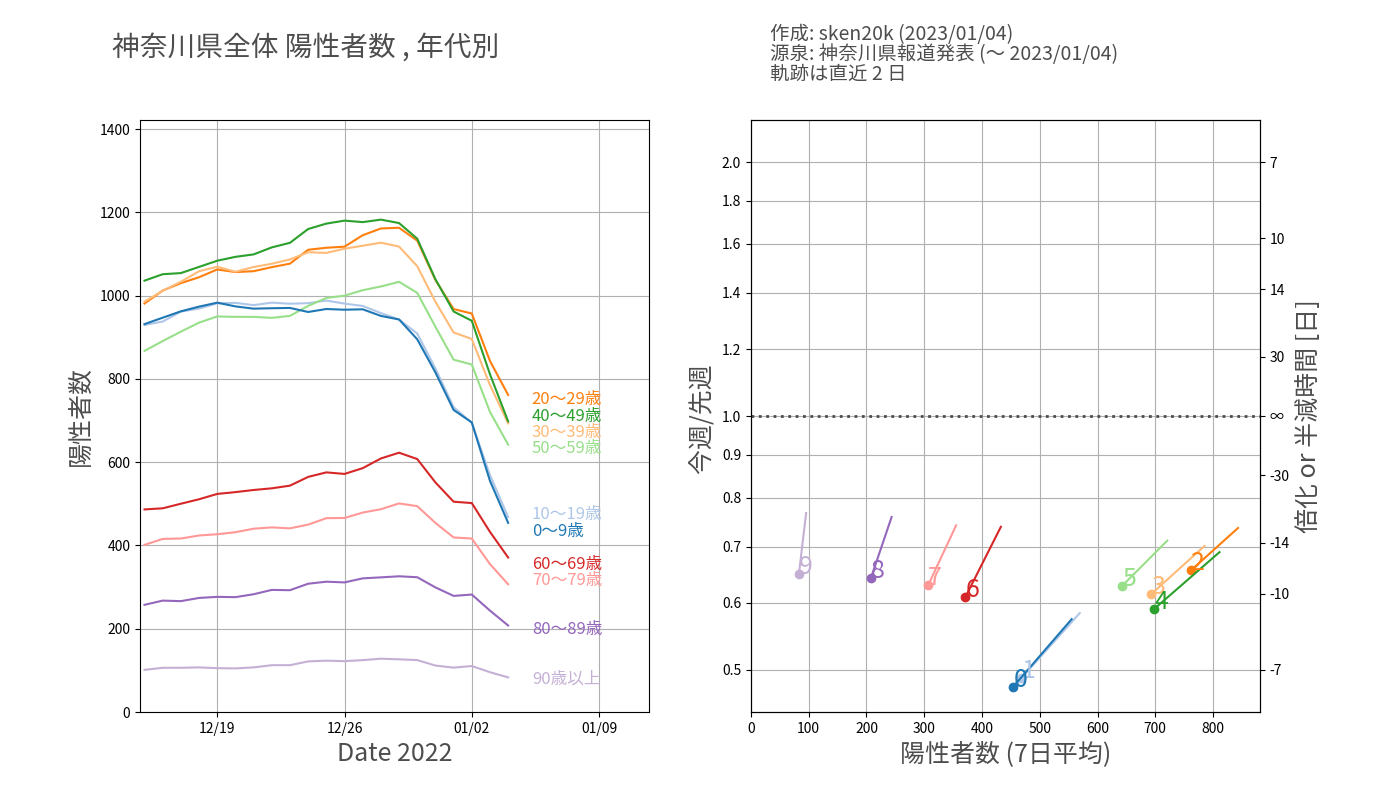 神奈川県全体 陽性者数 , 年代別
作成: sken20k (2023/01/04)
源泉: 神奈川県報道発表 (〜 2023/01/04)
軌跡は直近 2 日
陽性者数
1400
1200
1000
800
600
400
200
0
12/19
12/26
01/02
01/09
Date 2022
20〜29歳
40〜49歳
30〜39歳
50〜59歳
10〜19歳
0〜9歳
60〜69歳
70〜79歳
80〜89歳
90歳以上
今週/先週
2.0
1.8
1.6
1.4
1.2
1.0
0.9
0.8
0.7
0.6
0.5
0
100
200
300
400
500
600
700
800
陽性者数 (7日平均)
7
10
14
30
∞
-30
-14
-10
-7
倍化 or 半減時間 [日]
9
8
7
6
5
3
2
4
1
0